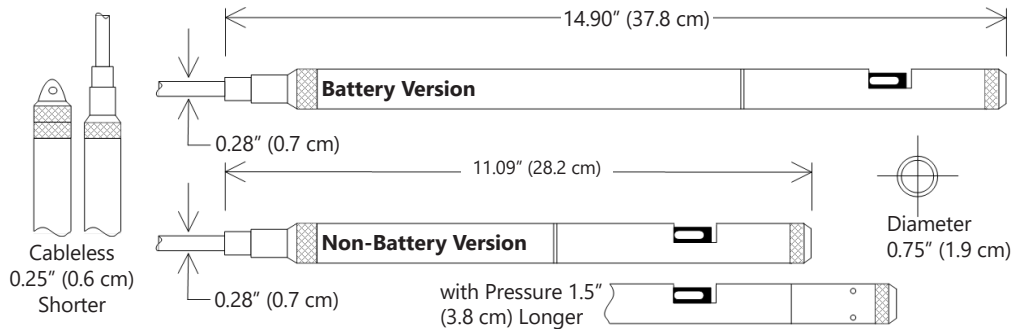 14.90” (37.8 cm)
Battery Version
0.28” (0.7 cm)
11.09” (28.2 cm)
Non-Battery Version
0.28” (0.7 cm)
Cableless
0.25” (0.6 cm)
Shorter
Diameter
0.75” (1.9 cm)
with Pressure 1.5”
(3.8 cm) Longer